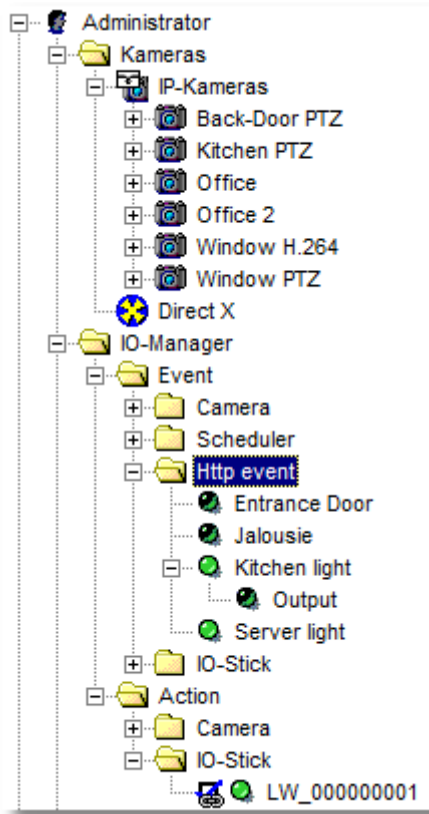 Administrator
Kameras
IP-Kameras
Back-Door PTZ
Kitchen PTZ
Office
Office 2
Window H.264
Window PTZ
Direct X
IO-Manager
Event
Camera
Scheduler
Http event
Entrance Door
Jalousie
Kitchen light
Output
Server light
IO-Stick
Action
Camera
IO-Stick
LW_000000001